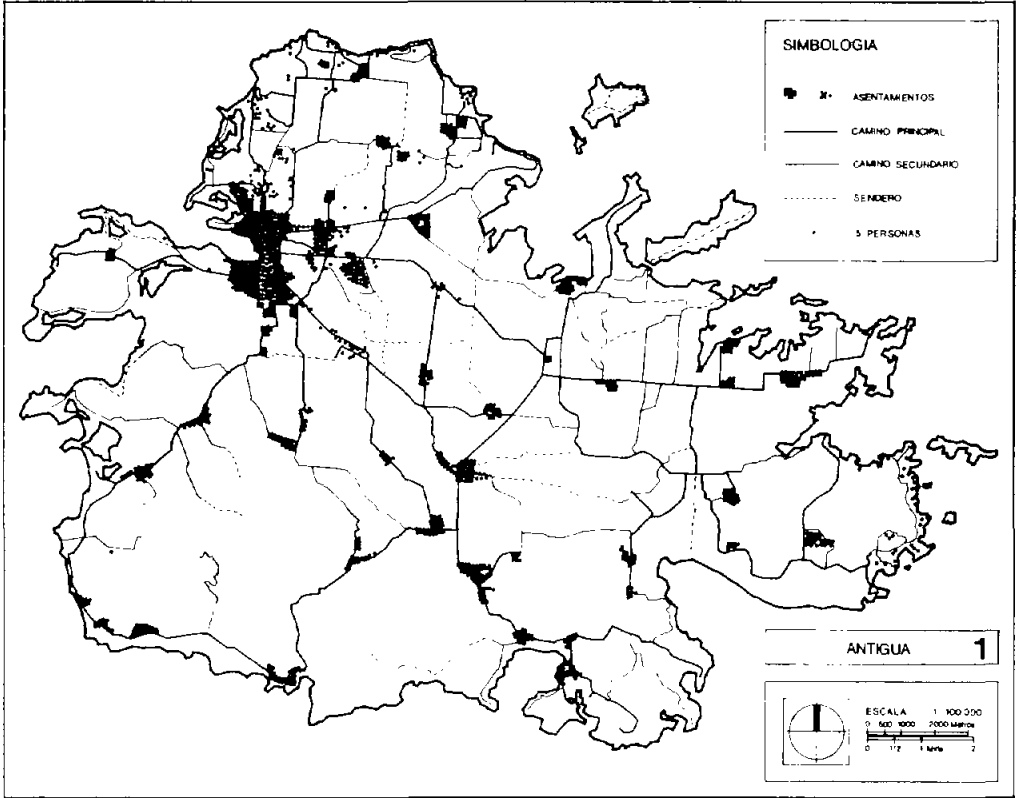 SIMBOLOGIA
ASENTAMIENTOS
CAMINO PRINCIPAL
CAMINO SECUNDARIO
SENDERO
5 PERSONAS
ANTIGUA 1
ESCALA 1 100 000
0 500 1000 2000 Metros
0 1/2 1 Milla 2